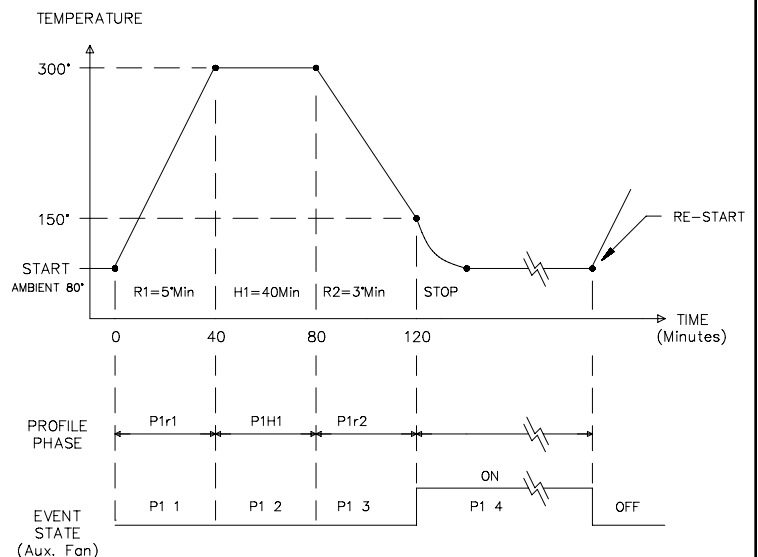 TEMPERATURE
300°
150°
START
AMBIENT 80°
R1=5°Min
H1=40Min
R2=3°Min
STOP
RE-START
0
40
80
120
TIME
(Minutes)
PROFILE
PHASE
P1r1
P1H1
P1r2
EVENT
STATE
(Aux. Fan)
P1 1
P1 2
P1 3
ON
P1 4
OFF